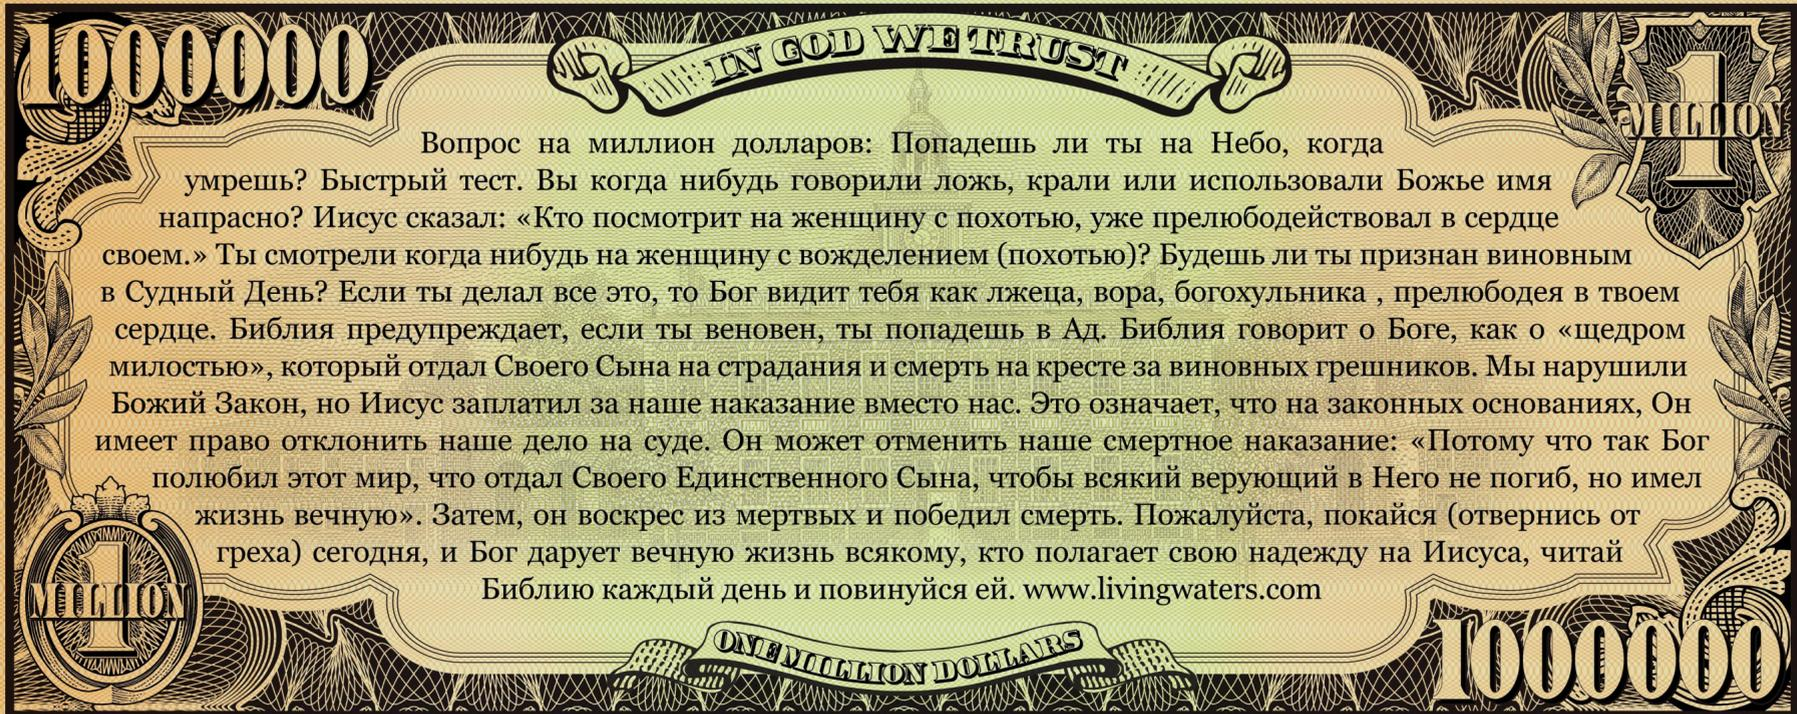 1000000
IN GOD WE TRUST
1
MILLION
Вопрос на миллион долларов: Попадешь ли ты на Небо, когда
умрешь? Быстрый тест. Вы когда нибудь говорили ложь, крали или использовали Божье имя
напрасно? Иисус сказал: «Кто посмотрит на женщину с похотью, уже прелюбодействовал в сердце
своем.» Ты смотрели когда нибудь на женщину с вожделением (похотью)? Будешь ли ты признан виновным
в Судный День? Если ты делал все это, то Бог видит тебя как лжеца, вора, богохульника , прелюбодея в твоем
сердце. Библия предупреждает, если ты веновен, ты попадешь в Ад. Библия говорит о Боге, как о «щедром
милостью», который отдал Своего Сына на страдания и смерть на кресте за виновных грешников. Мы нарушили
Божий Закон, но Иисус заплатил за наше наказание вместо нас. Это означает, что на законных основаниях, Он
имеет право отклонить наше дело на суде. Он может отменить наше смертное наказание: «Потому что так Бог
полюбил этот мир, что отдал Своего Единственного Сына, чтобы всякий верующий в Него не погиб, но имел
жизнь вечную». Затем, он воскрес из мертвых и победил смерть. Пожалуйста, покайся (отвернись от
греха) сегодня, и Бог дарует вечную жизнь всякому, кто полагает свою надежду на Иисуса, читай
Библию каждый день и повинуйся ей. www.livingwaters.com
1
MILLION
ONE MILLION DOLLARS
1000000